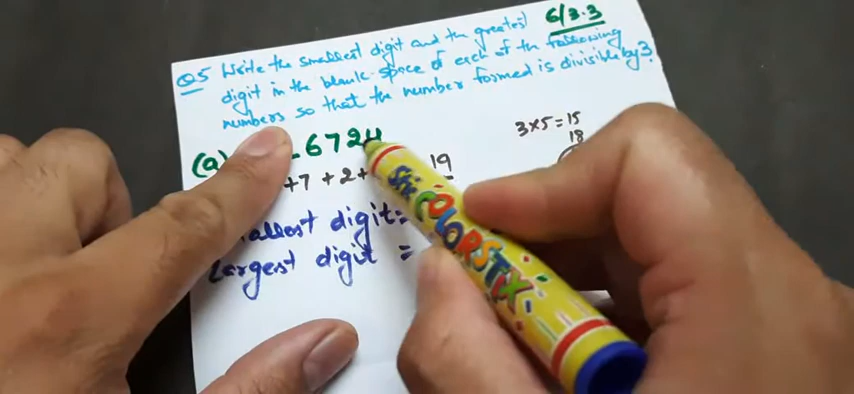 6/3.3
Q5 Write the smallest digit and the greatest
digit in the blank space of each of the following
numbers so that the number formed is divisible by 3.
(a) _ 6724
3×5=15
18
+7 +2+ 19
smallest digit=
Largest digit =
COLORSTIX